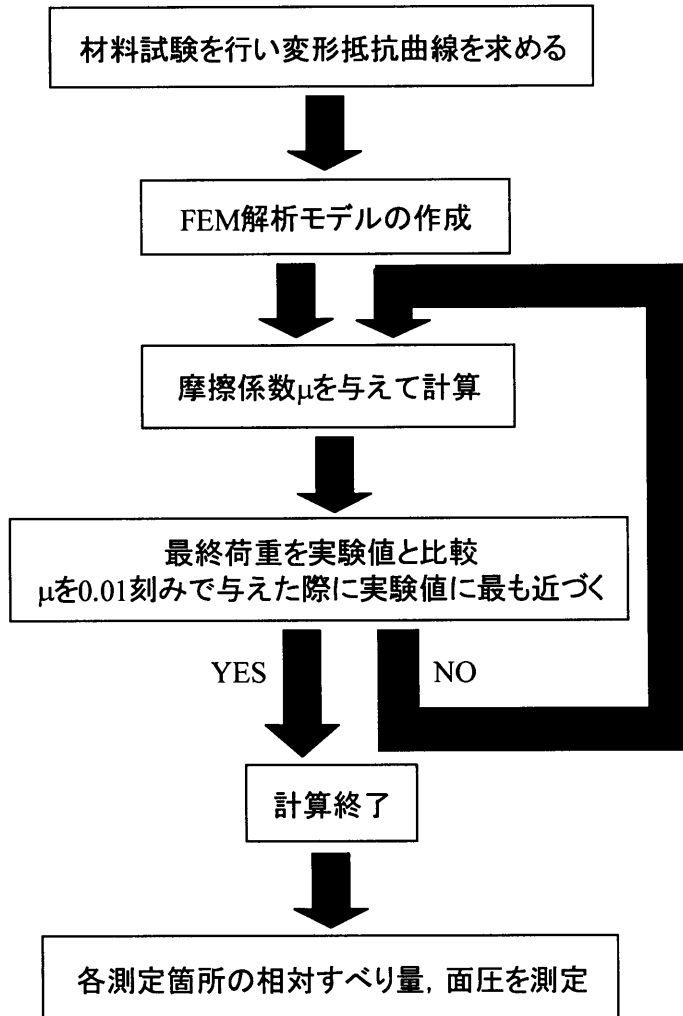 材料試験を行い変形抵抗曲線を求める
FEM解析モデルの作成
摩擦係数μを与えて計算
最終荷重を実験値と比較
μを0.01刻みで与えた際に実験値に最も近づく
YES
NO
計算終了
各測定箇所の相対すべり量, 面圧を測定